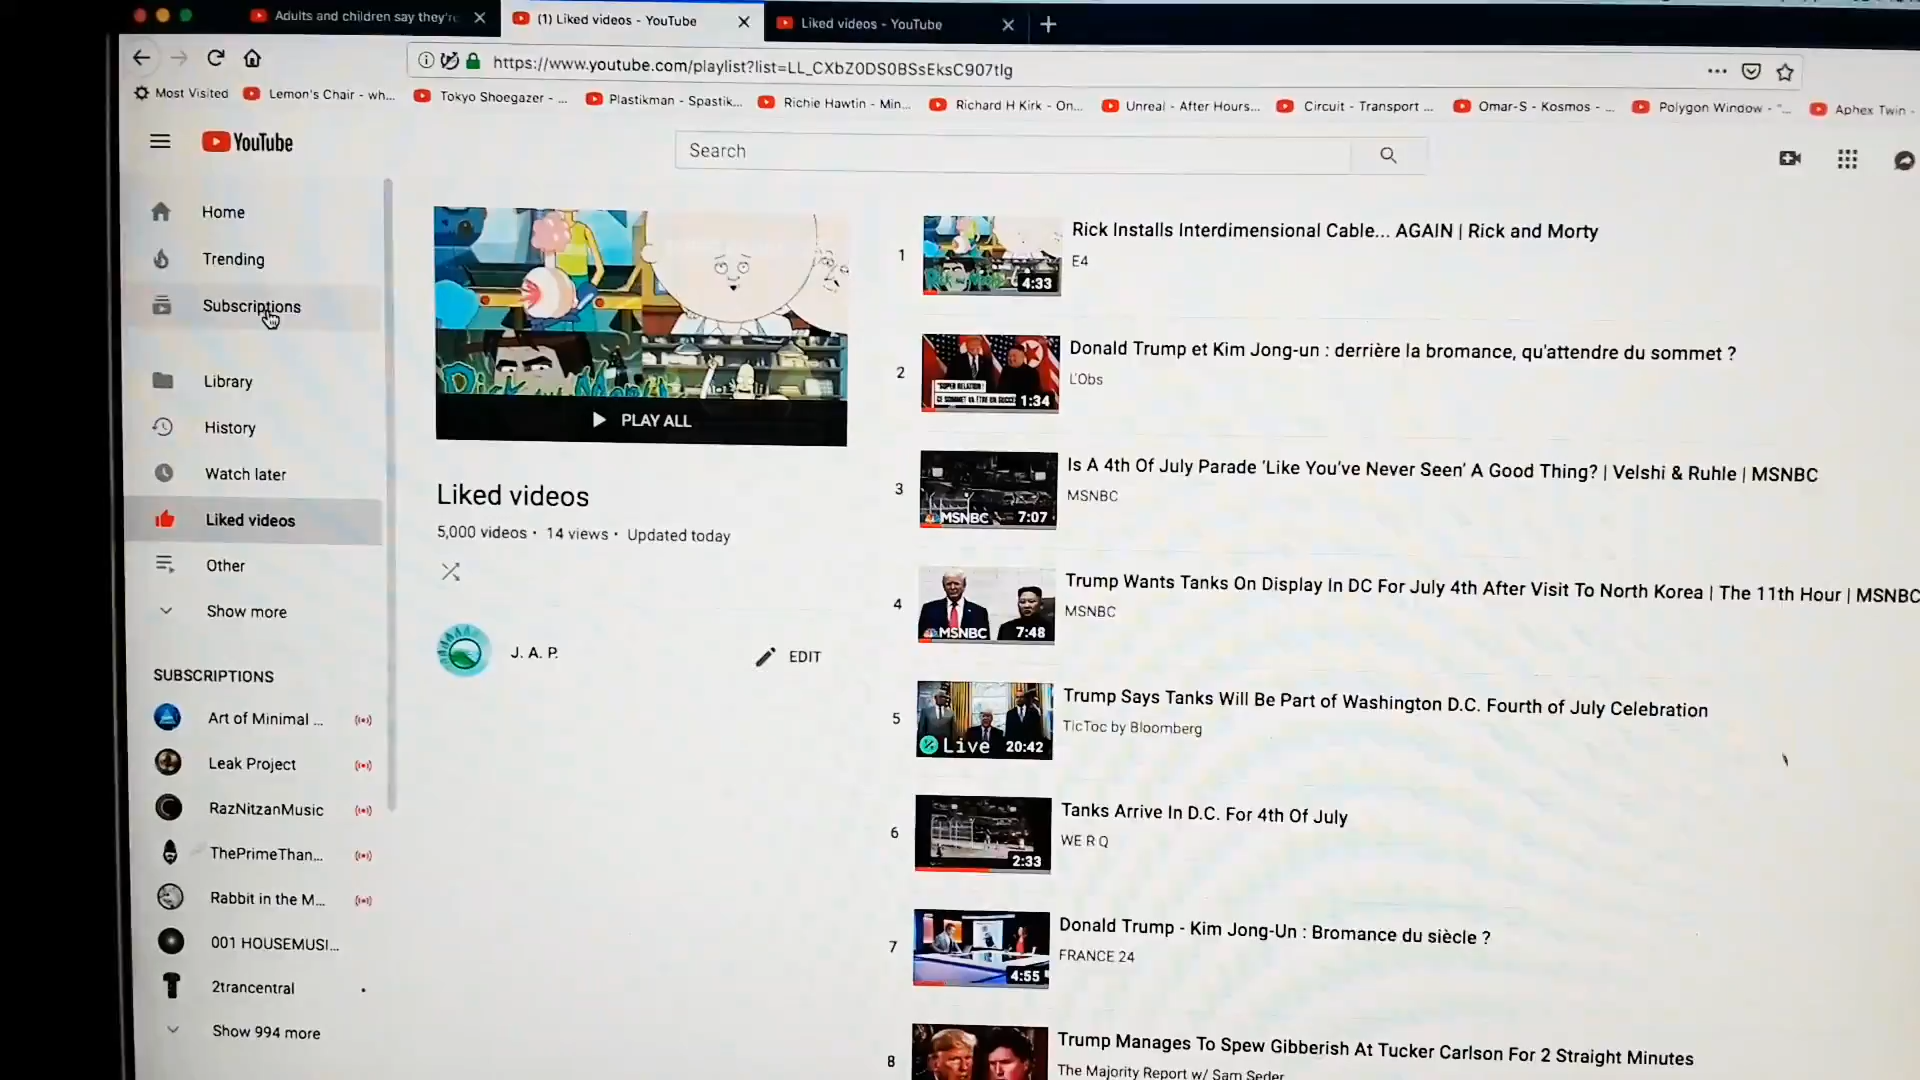 Adults and children say they're
(1) Liked videos - YouTube
Liked videos - YouTube
https://www.youtube.com/playlist?list=LL_CXbZ0DS0BSsEksC907tlg
Most Visited
Lemon's Chair - wh...
Tokyo Shoegazer - ...
Plastikman - Spastik...
Richie Hawtin - Min...
Richard H Kirk - On...
Unreal - After Hours...
Circuit - Transport ...
Omar-S - Kosmos - ...
Polygon Window - "...
Aphex Twin -
YouTube
Search
Home
Trending
Subscriptions
Library
History
Watch later
Liked videos
Other
Show more
SUBSCRIPTIONS
Art of Minimal ...
Leak Project
RazNitzanMusic
ThePrimeThan...
Rabbit in the M...
001 HOUSEMUSI...
2trancentral
Show 994 more
PLAY ALL
Liked videos
5,000 videos • 14 views • Updated today
J. A. P.
EDIT
1
4:33
Rick Installs Interdimensional Cable... AGAIN | Rick and Morty
E4
2
1:34
Donald Trump et Kim Jong-un : derrière la bromance, qu'attendre du sommet ?
L'Obs
3
MSNBC 7:07
Is A 4th Of July Parade 'Like You've Never Seen' A Good Thing? | Velshi & Ruhle | MSNBC
MSNBC
4
MSNBC 7:48
Trump Wants Tanks On Display In DC For July 4th After Visit To North Korea | The 11th Hour | MSNBC
MSNBC
5
Live 20:42
Trump Says Tanks Will Be Part of Washington D.C. Fourth of July Celebration
TicToc by Bloomberg
6
2:33
Tanks Arrive In D.C. For 4th Of July
WE R Q
7
4:55
Donald Trump - Kim Jong-Un : Bromance du siècle ?
FRANCE 24
8
Trump Manages To Spew Gibberish At Tucker Carlson For 2 Straight Minutes
The Majority Report w/ Sam Seder